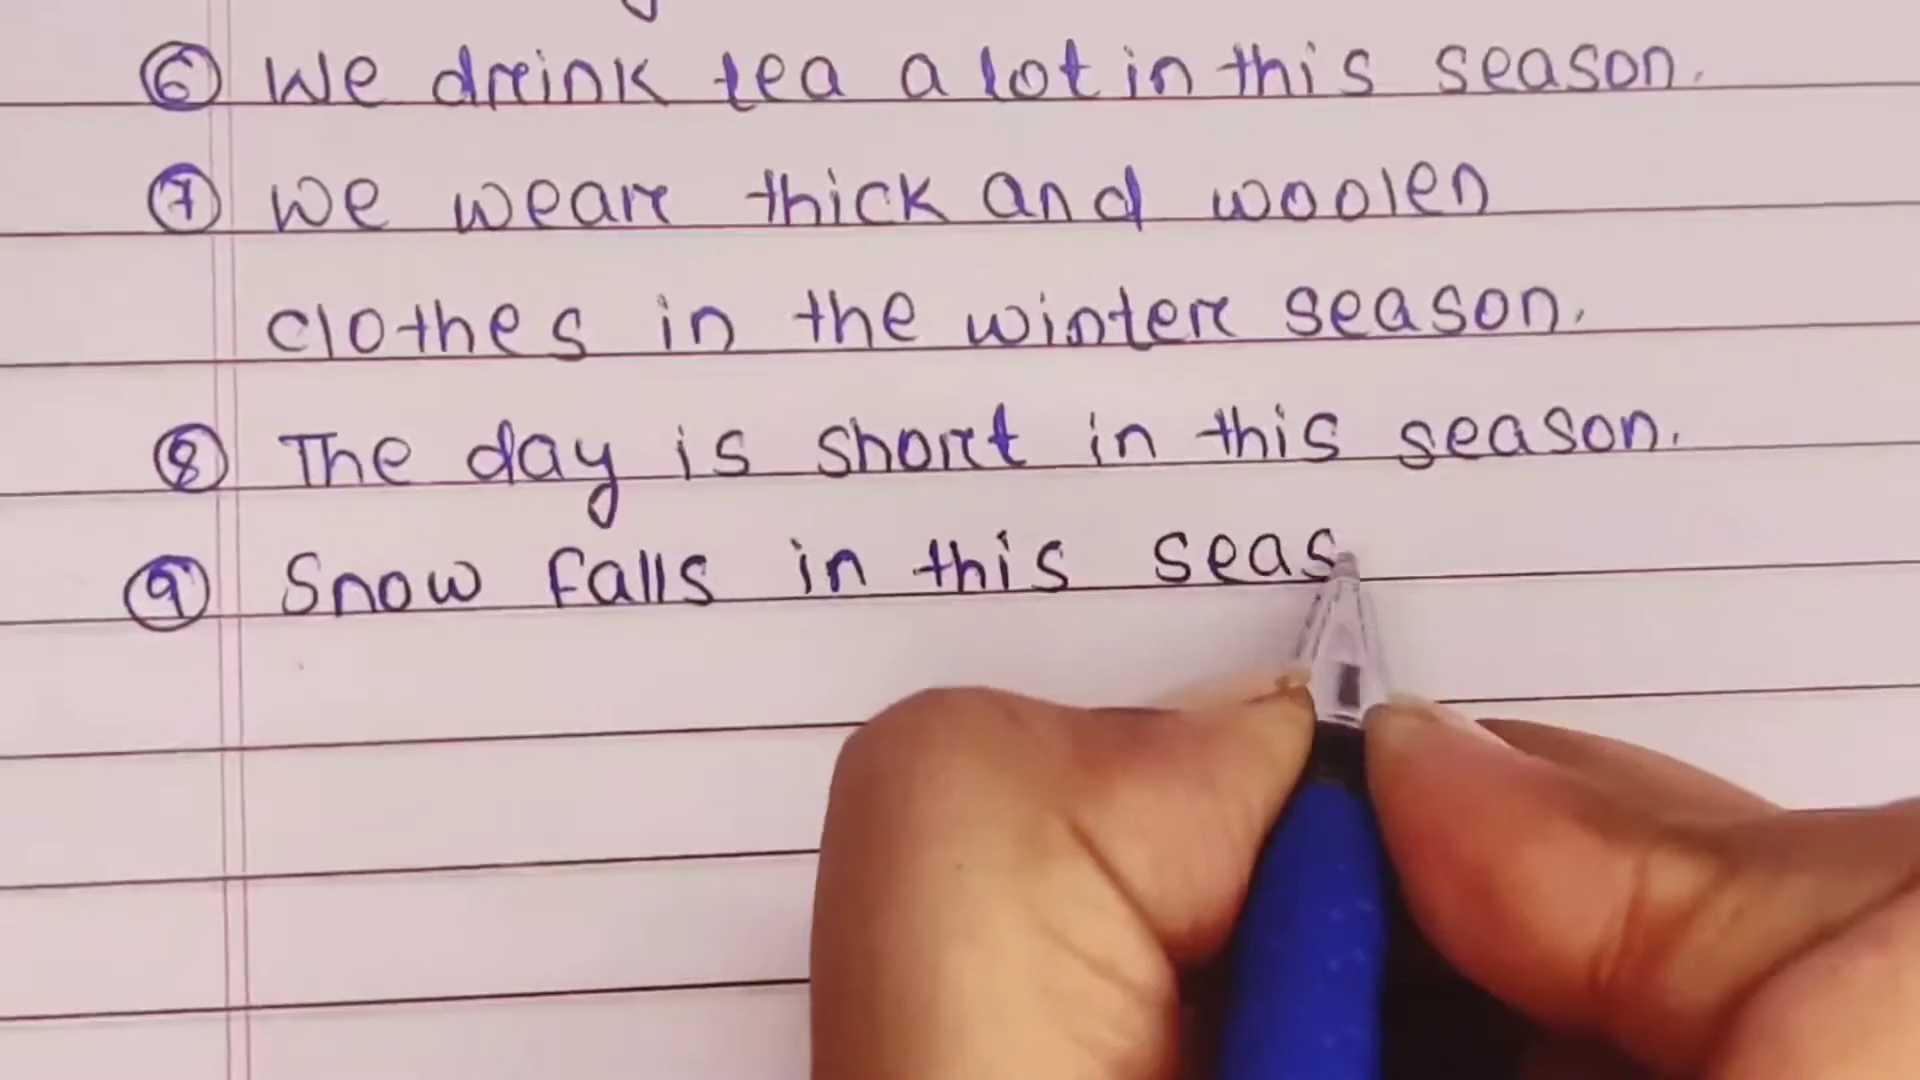 ⑥ We drink tea a lot in this season.
⑦ We wear thick and woolen
clothes in the winter season.
⑧ The day is short in this season.
⑨ Snow falls in this seas